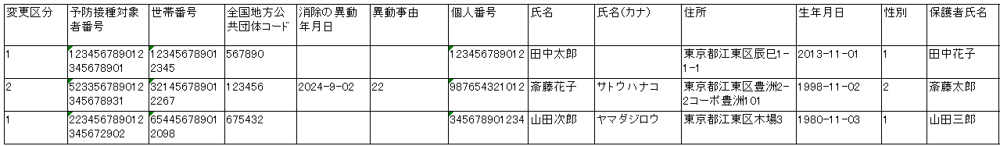 変更区分 予防接種対象者番号 世帯番号 全国地方公共団体コード 消除の異動年月日 異動事由 個人番号 氏名 氏名(カナ) 住所 生年月日 性別 保護者氏名
1 123456789012345678901 123456789012345 567890 123456789012 田中太郎 東京都江東区辰巳1-1-1 2013-11-01 1 田中花子
2 523356789012345678931 321456789012267 123456 2024-9-02 22 987654321012 斎藤花子 サトウハナコ 東京都江東区豊洲2-2コーポ豊洲101 1998-11-02 2 斎藤太郎
1 223456789012345672902 654456789012098 675432 345678901234 山田次郎 ヤマダジロウ 東京都江東区木場3 1980-11-03 1 山田三郎